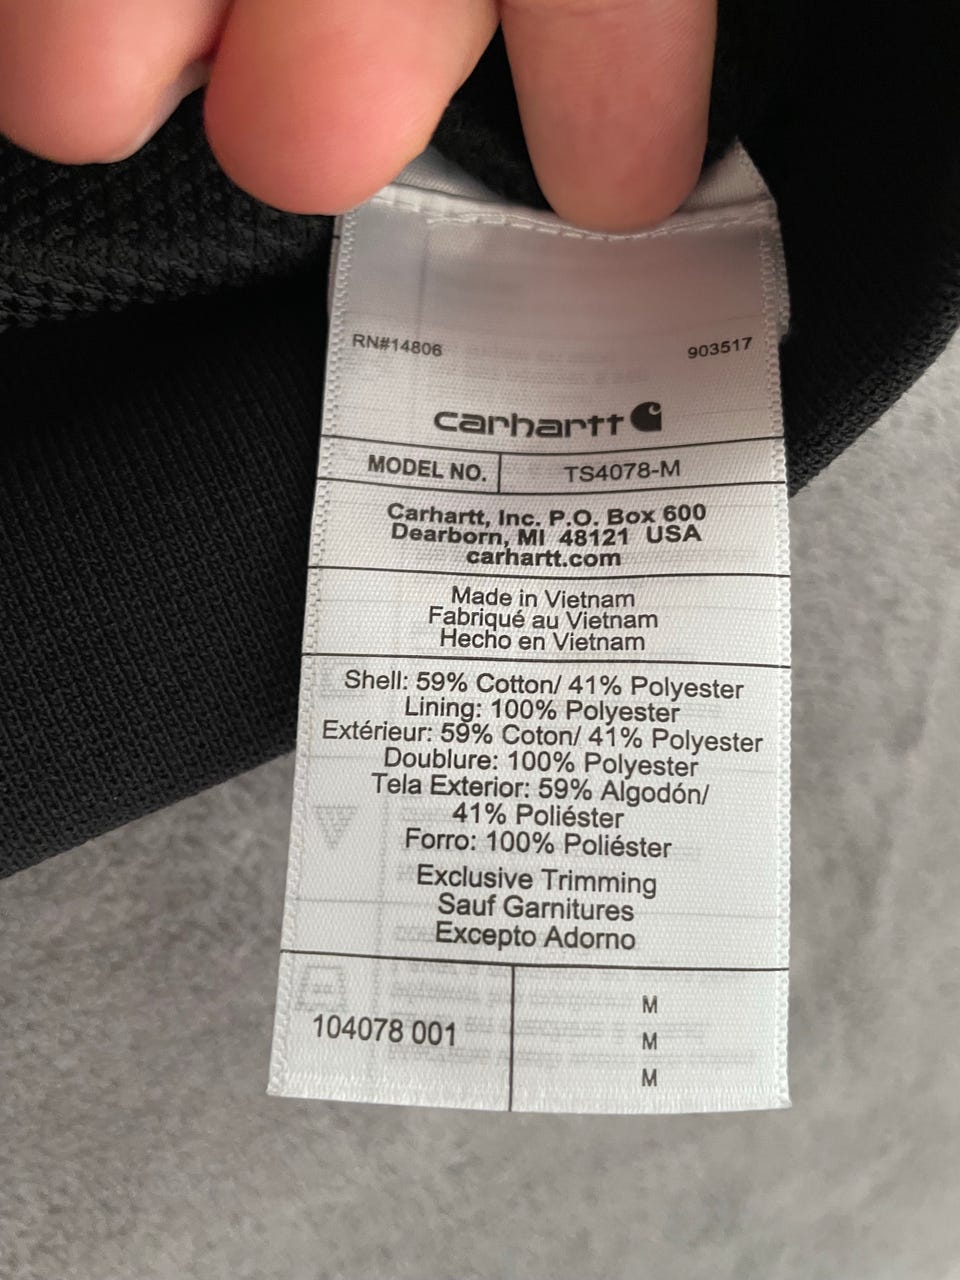 RN#14806 903517
carhartt
MODEL NO. TS4078-M
Carhartt, Inc. P.O. Box 600
Dearborn, MI 48121 USA
carhartt.com
Made in Vietnam
Fabriqué au Vietnam
Hecho en Vietnam
Shell: 59% Cotton/ 41% Polyester
Lining: 100% Polyester
Extérieur: 59% Coton/ 41% Polyester
Doublure: 100% Polyester
Tela Exterior: 59% Algodón/
41% Poliéster
Forro: 100% Poliéster
Exclusive Trimming
Sauf Garnitures
Excepto Adorno
104078 001
M
M
M